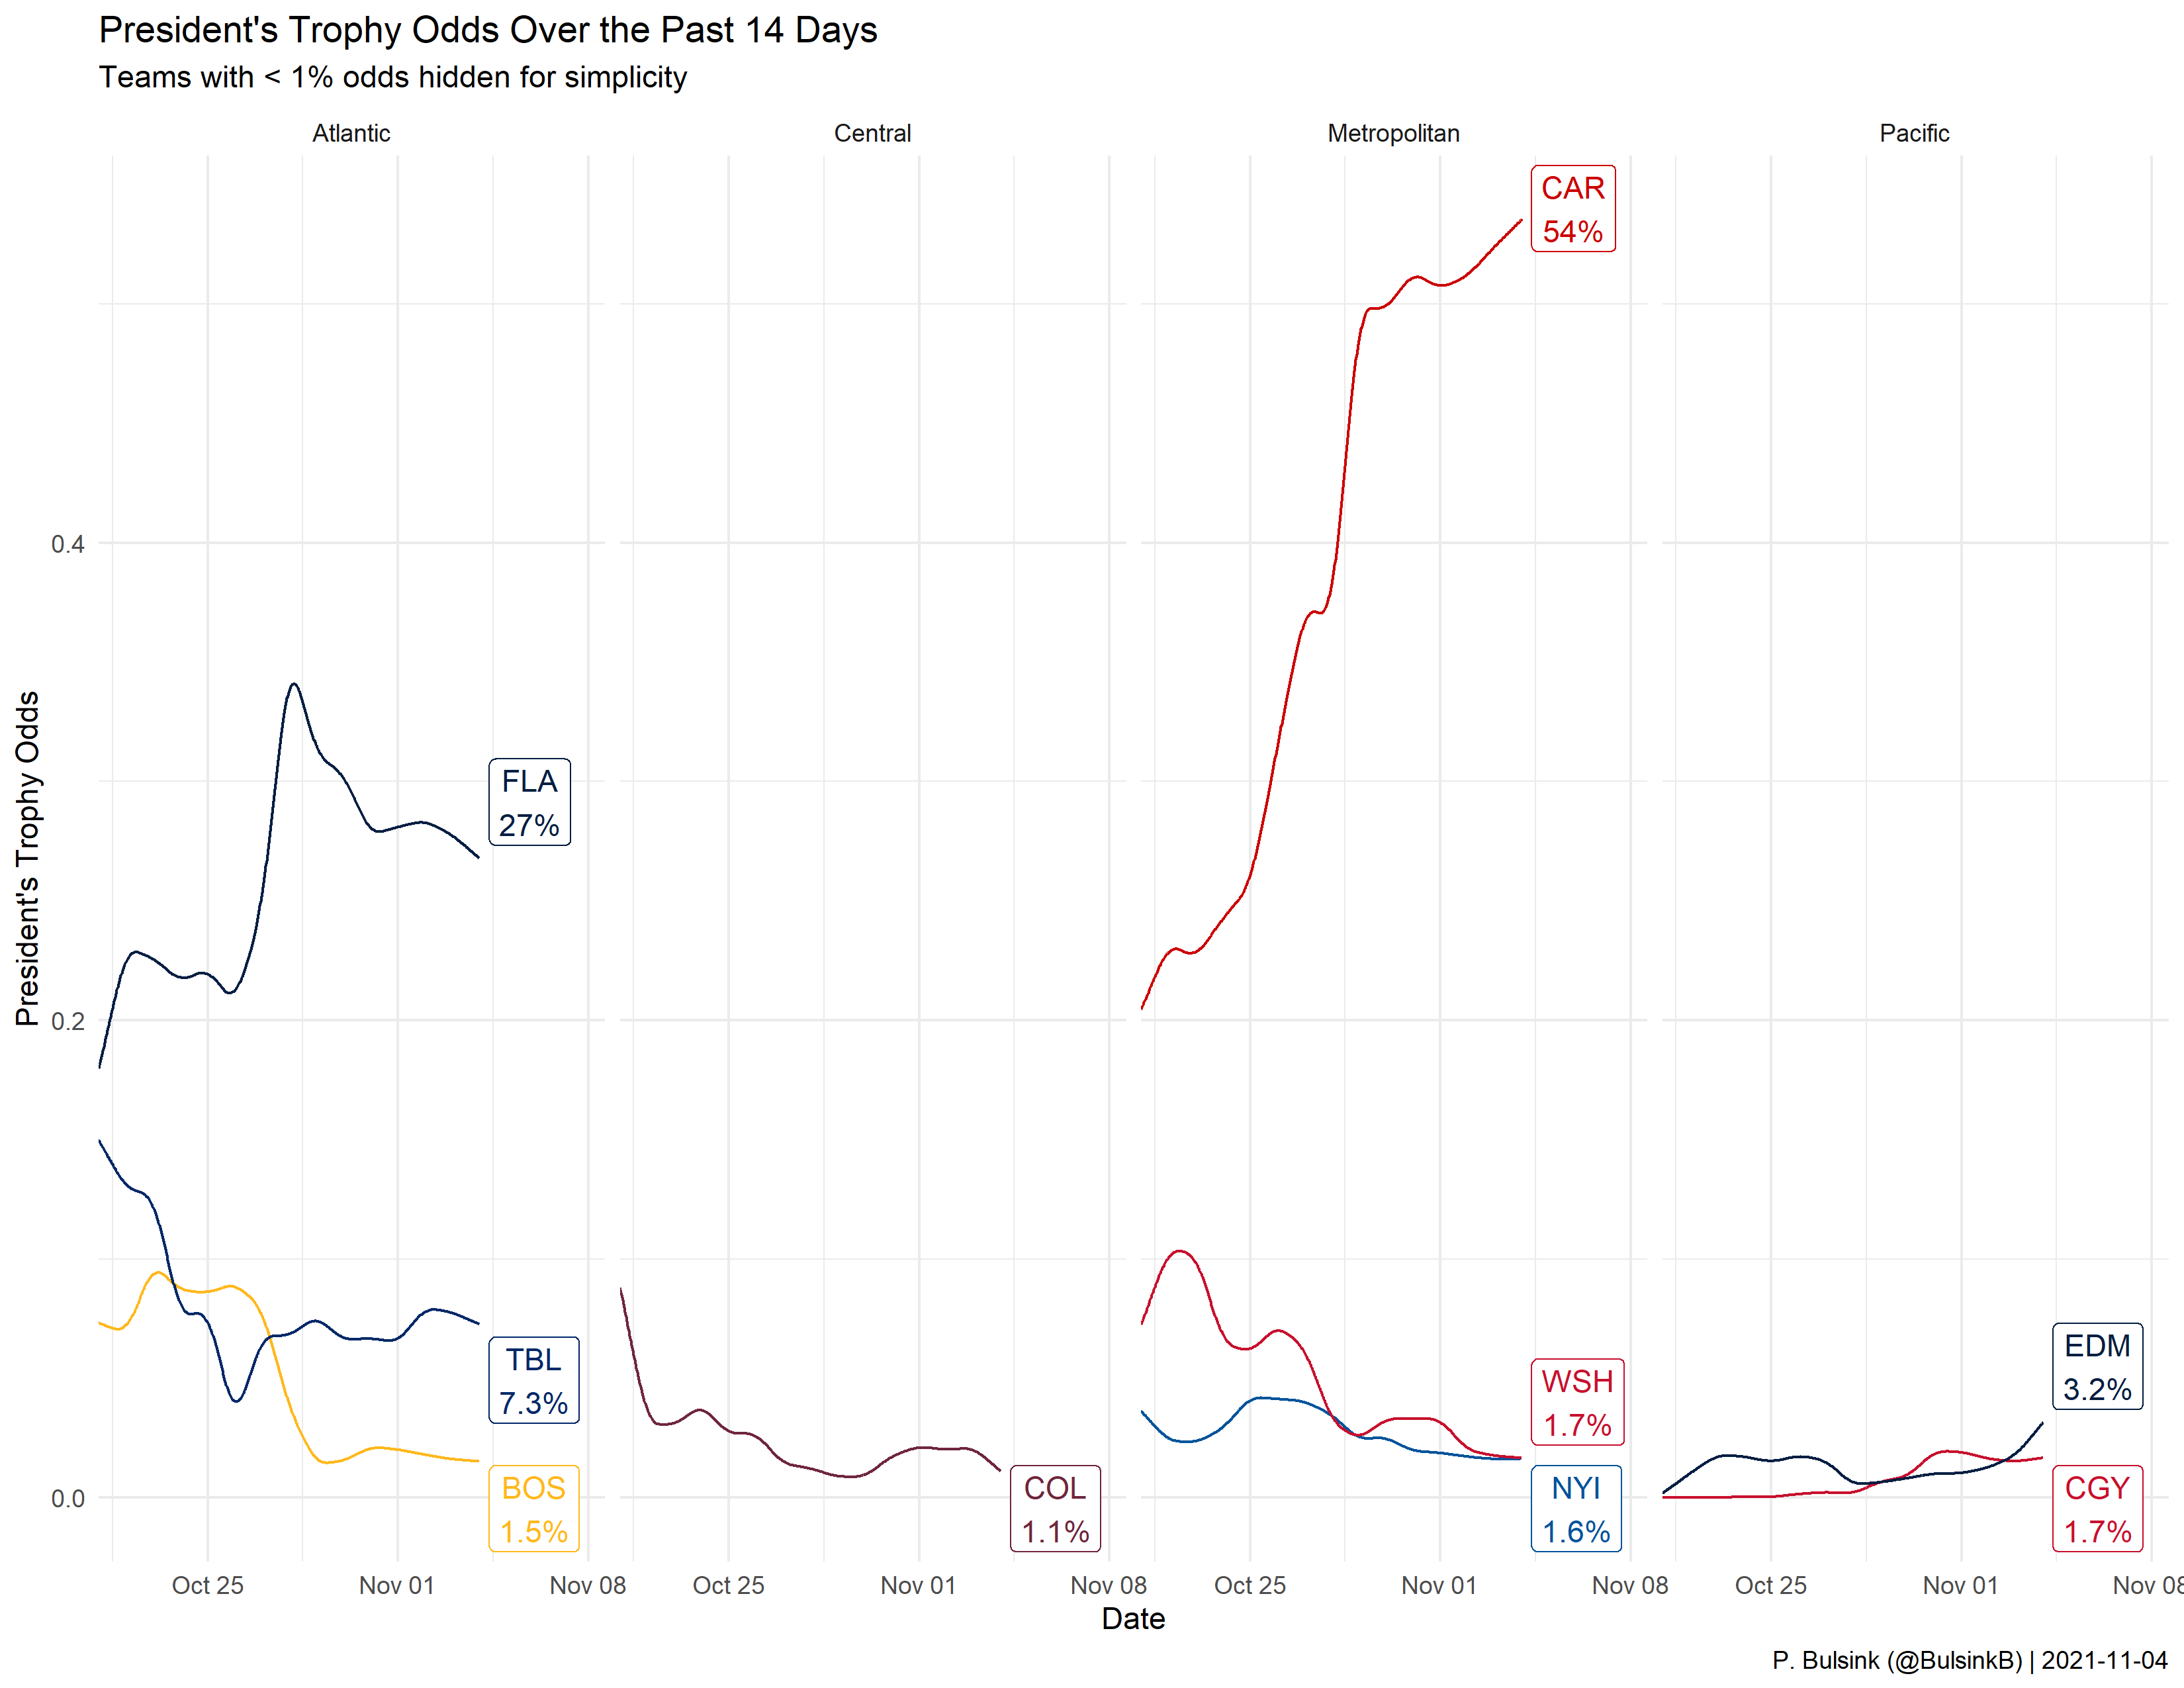 President's Trophy Odds Over the Past 14 Days
Teams with < 1% odds hidden for simplicity
Atlantic
Central
Metropolitan
Pacific
President's Trophy Odds
0.4
0.2
0.0
FLA
27%
TBL
7.3%
BOS
1.5%
COL
1.1%
CAR
54%
WSH
1.7%
NYI
1.6%
EDM
3.2%
CGY
1.7%
Oct 25
Nov 01
Nov 08
Oct 25
Nov 01
Nov 08
Oct 25
Nov 01
Nov 08
Oct 25
Nov 01
Nov 08
Date
P. Bulsink (@BulsinkB) | 2021-11-04